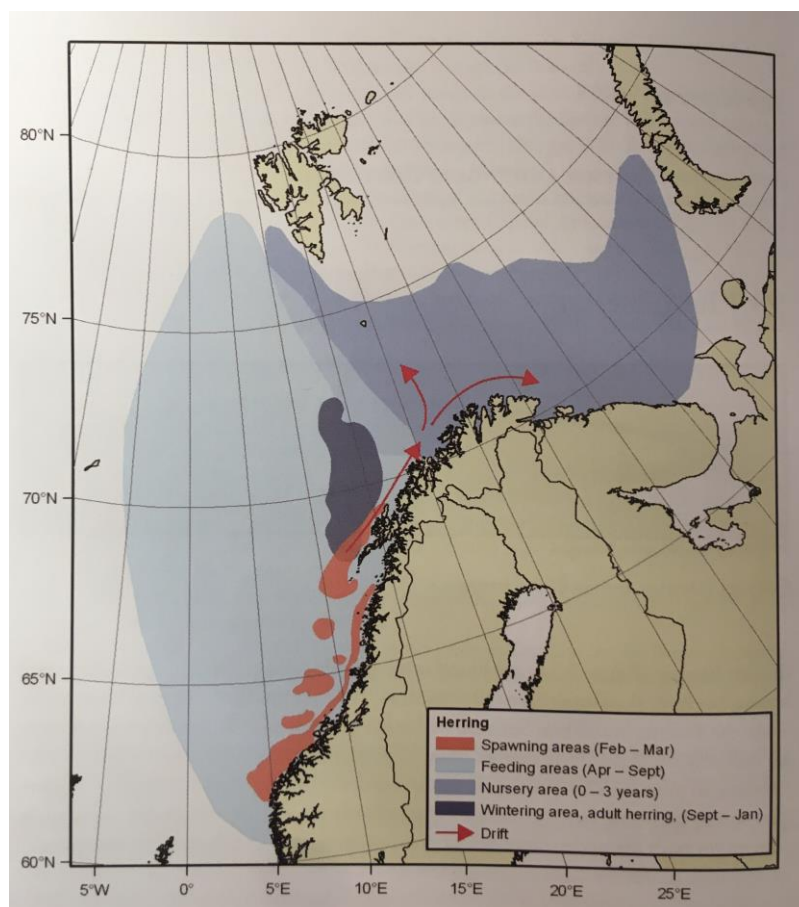 80°N
75°N
70°N
65°N
60°N
Herring
Spawning areas (Feb – Mar)
Feeding areas (Apr – Sept)
Nursery area (0 – 3 years)
Wintering area, adult herring, (Sept – Jan)
Drift
5°W 0° 5°E 10°E 15°E 20°E 25°E